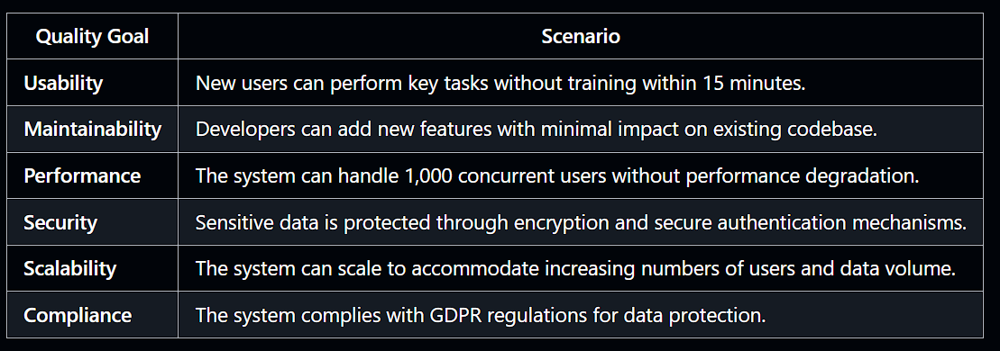 Quality Goal Scenario
Usability New users can perform key tasks without training within 15 minutes.
Maintainability Developers can add new features with minimal impact on existing codebase.
Performance The system can handle 1,000 concurrent users without performance degradation.
Security Sensitive data is protected through encryption and secure authentication mechanisms.
Scalability The system can scale to accommodate increasing numbers of users and data volume.
Compliance The system complies with GDPR regulations for data protection.